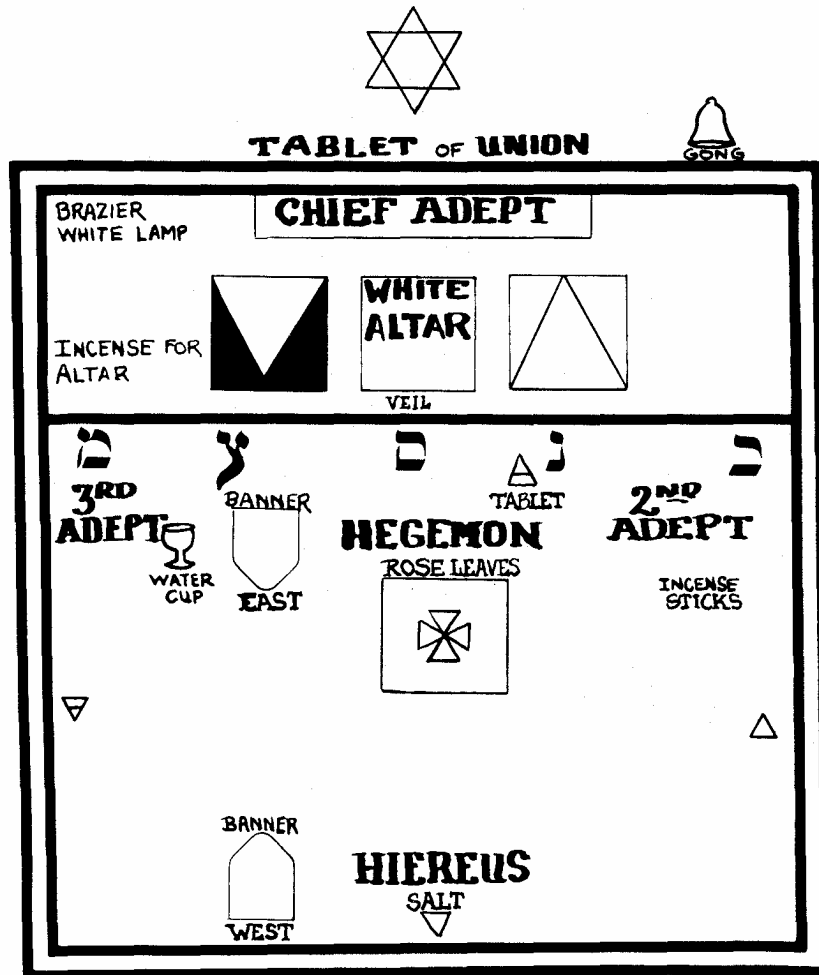 TABLET OF UNION
GONG
BRAZIER
WHITE LAMP
CHIEF ADEPT
WHITE
ALTAR
INCENSE FOR
ALTAR
VEIL
צ
ם
נ
כ
3RD
ADEPT
BANNER
TABLET
2ND
ADEPT
HEGEMON
ROSE LEAVES
WATER
CUP
EAST
INCENSE
STICKS
BANNER
HIEREUS
SALT
WEST